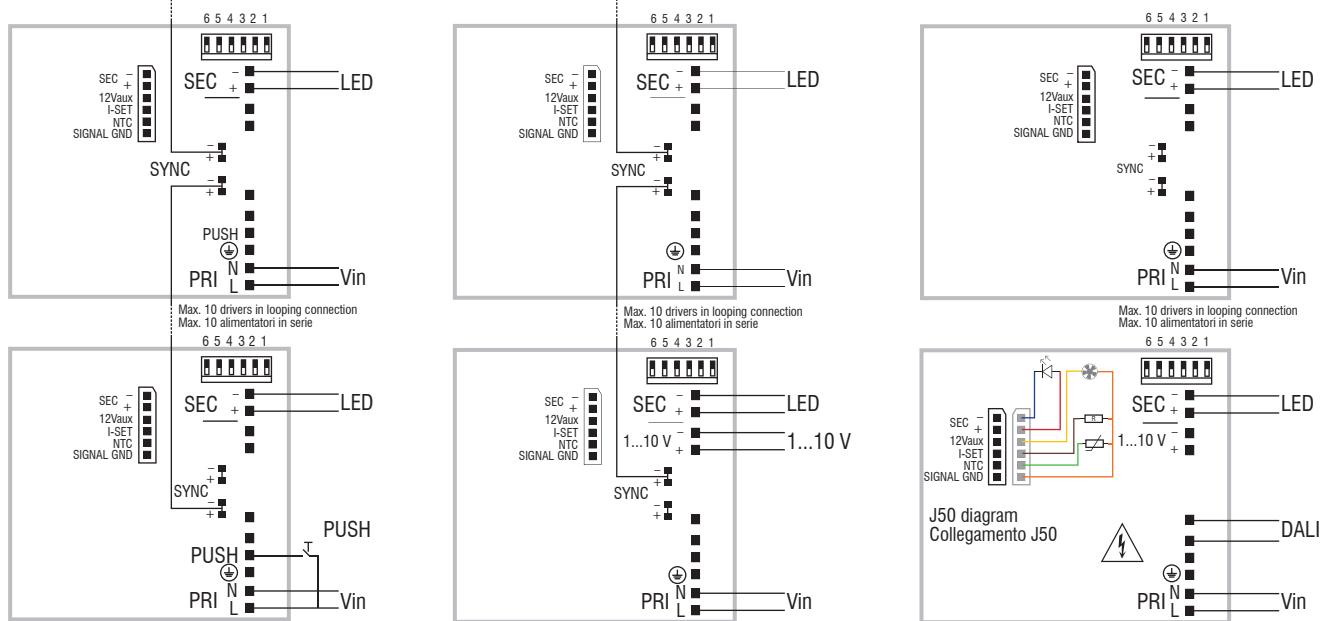 6 5 4 3 2 1
SEC −
+
12Vaux
I-SET
NTC
SIGNAL GND
SEC −
+
LED
−
+
SYNC
−
+
PUSH
N
PRI
L
Vin
Max. 10 drivers in looping connection
Max. 10 alimentatori in serie
6 5 4 3 2 1
SEC −
+
12Vaux
I-SET
NTC
SIGNAL GND
SEC −
+
LED
−
+
SYNC
−
+
N
PRI
L
Vin
Max. 10 drivers in looping connection
Max. 10 alimentatori in serie
6 5 4 3 2 1
SEC −
+
12Vaux
I-SET
NTC
SIGNAL GND
SEC −
+
LED
−
+
SYNC
−
+
N
PRI
L
Vin
Max. 10 drivers in looping connection
Max. 10 alimentatori in serie
6 5 4 3 2 1
SEC −
+
12Vaux
I-SET
NTC
SIGNAL GND
SEC −
+
LED
−
+
SYNC
−
+
PUSH
PUSH
N
PRI
L
Vin
6 5 4 3 2 1
SEC −
+
12Vaux
I-SET
NTC
SIGNAL GND
SEC −
+
LED
1...10 V −
+
1...10 V
−
+
SYNC
−
+
N
PRI
L
Vin
6 5 4 3 2 1
SEC −
+
12Vaux
I-SET
NTC
SIGNAL GND
R
SEC −
+
LED
1...10 V −
+
J50 diagram
Collegamento J50
DALI
N
PRI
L
Vin